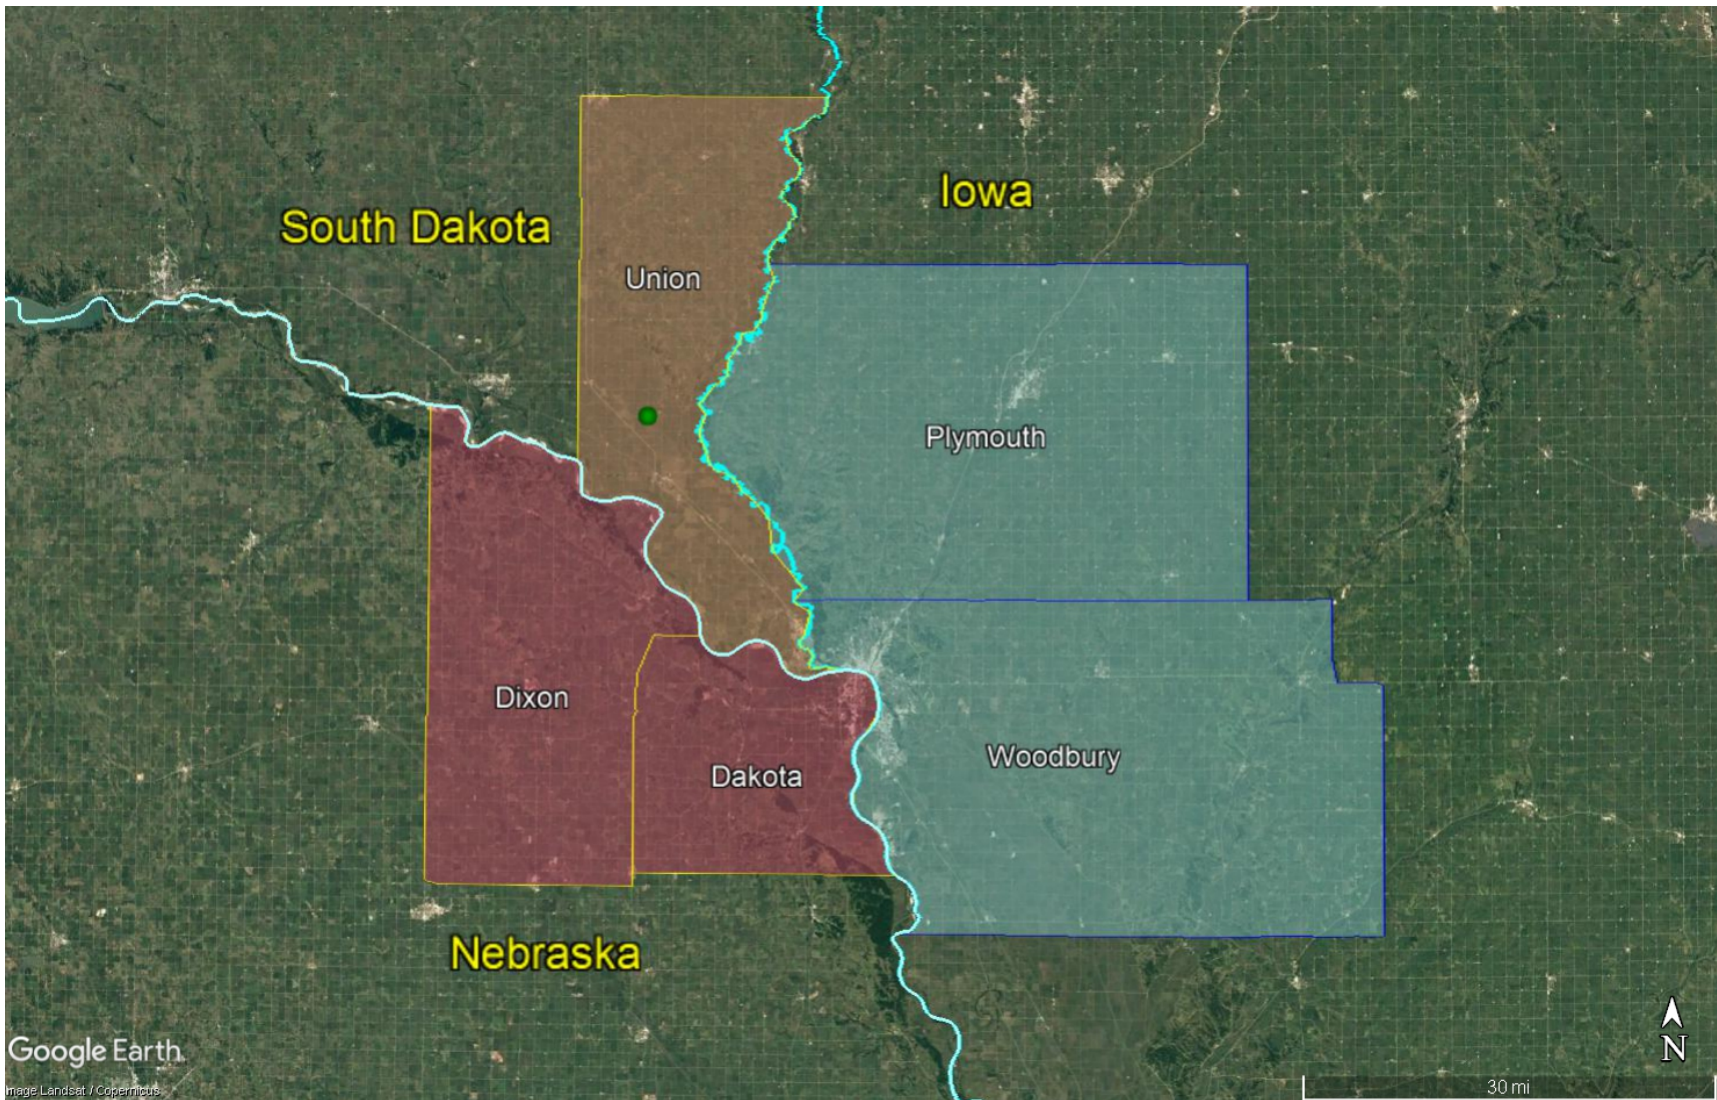 Iowa
South Dakota
Union
Plymouth
Dixon
Woodbury
Dakota
Nebraska
N
Google Earth
Image Landsat / Copernicus
30 mi